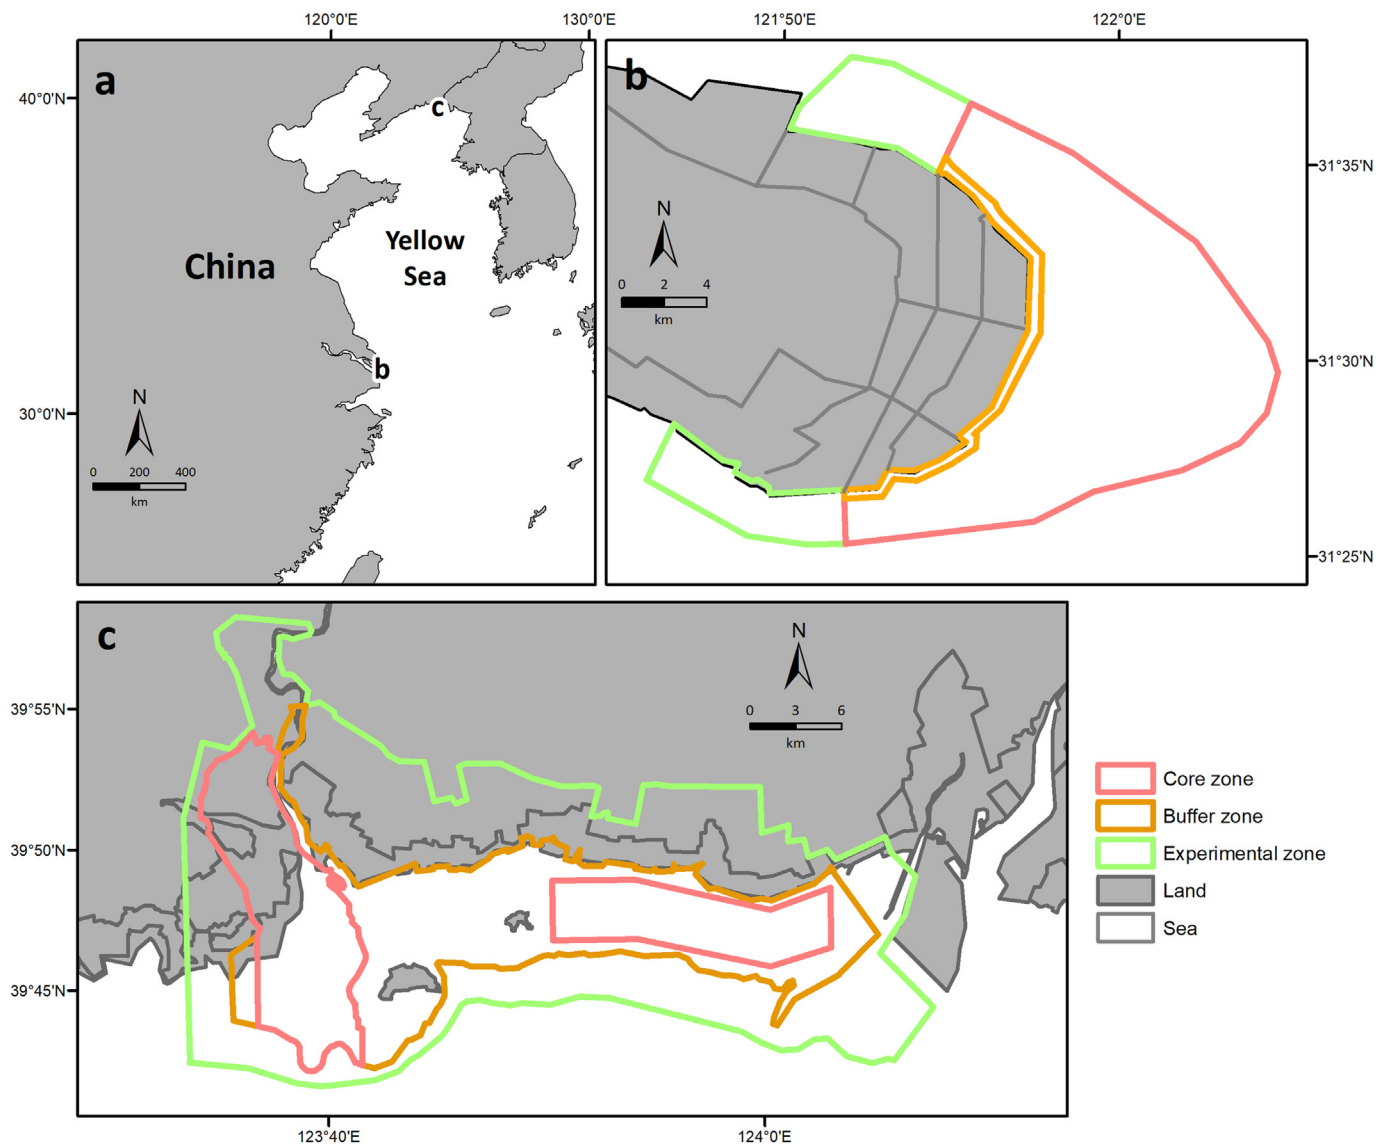 120°0'E
130°0'E
121°50'E
122°0'E
a
40°0'N
c
China
Yellow
Sea
b
30°0'N
N
0 200 400
km
b
31°35'N
N
0 2 4
km
31°30'N
31°25'N
c
N
0 3 6
km
39°55'N
39°50'N
39°45'N
123°40'E
124°0'E
Core zone
Buffer zone
Experimental zone
Land
Sea